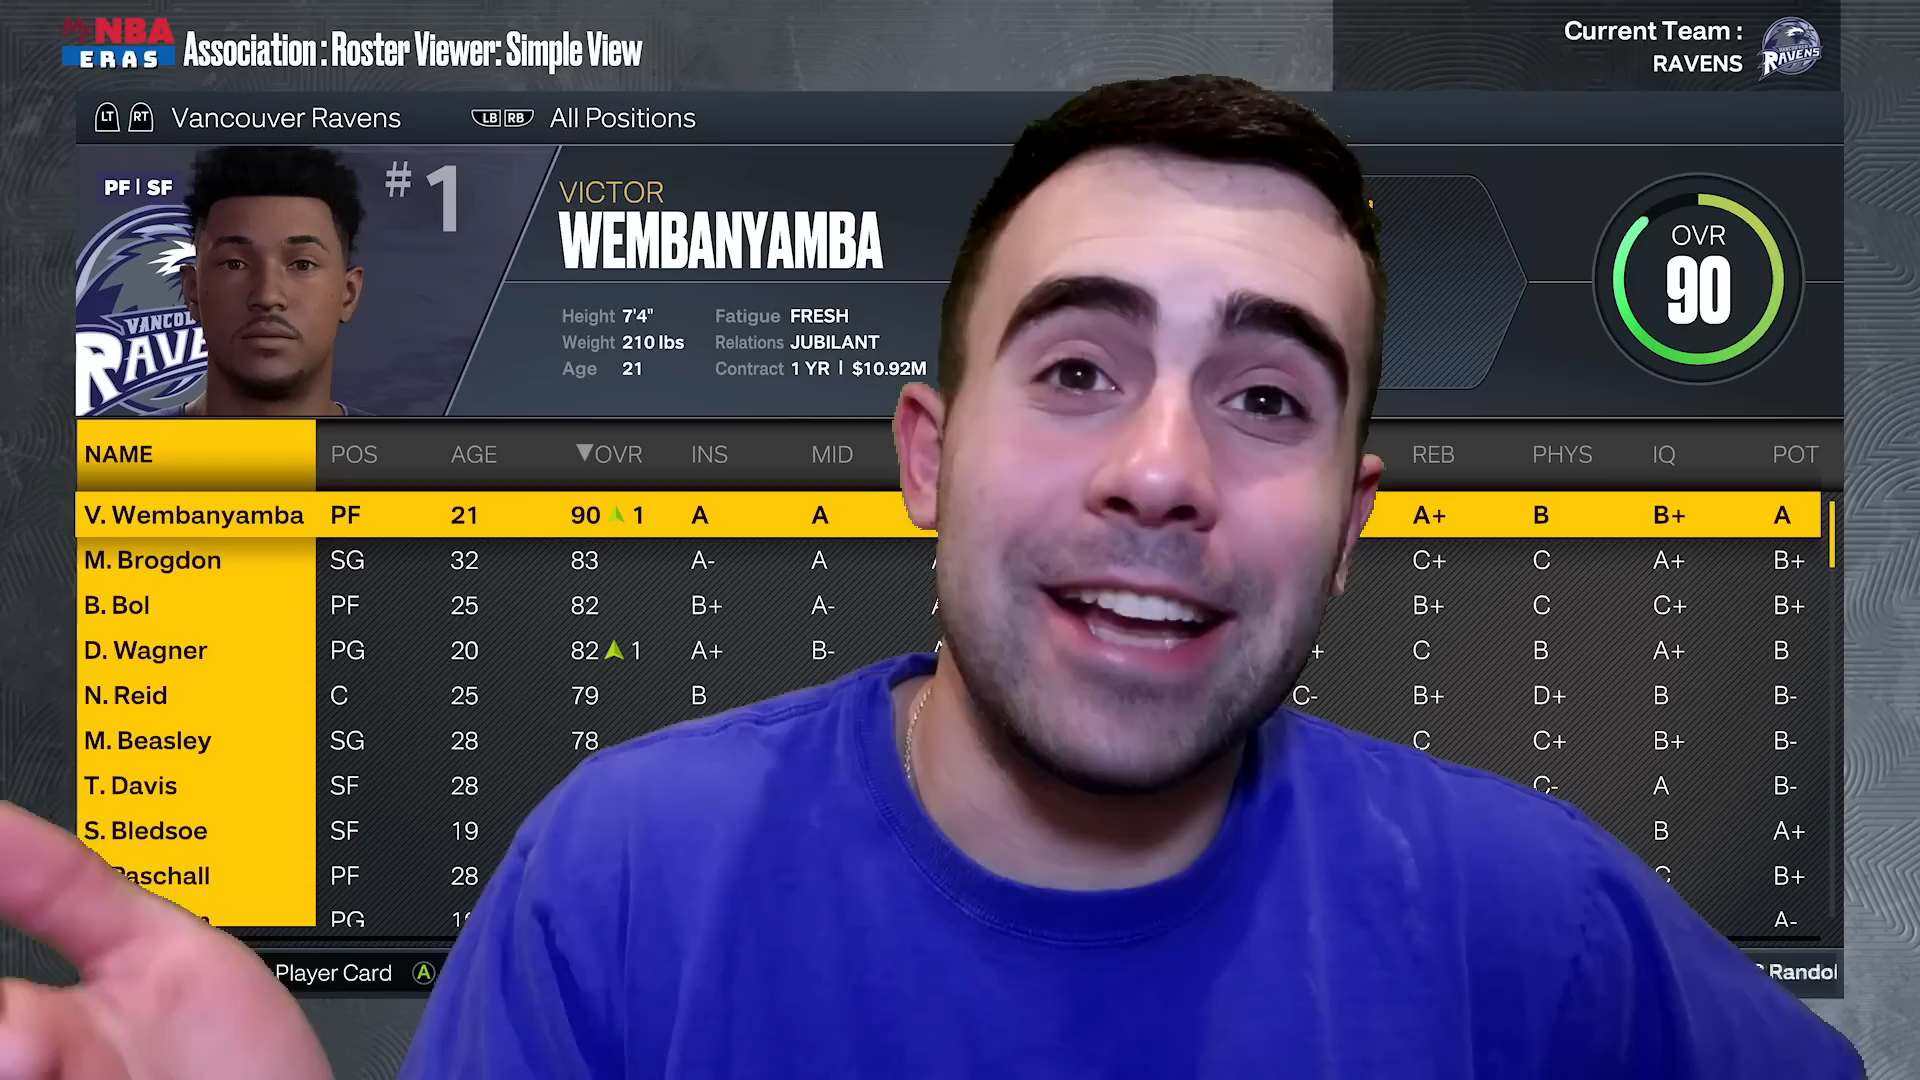 MyNBA
ERAS
Association : Roster Viewer: Simple View
Current Team :
RAVENS
VANCOUVER
RAVENS
LT RT Vancouver Ravens LB RB All Positions
PF | SF
#1
VICTOR
WEMBANYAMBA
Height 7'4" Fatigue FRESH
Weight 210 lbs Relations JUBILANT
Age 21 Contract 1 YR | $10.92M
OVR
90
NAME POS AGE ▼OVR INS MID REB PHYS IQ POT
V. Wembanyamba PF 21 90 ▲ 1 A A A+ B B+ A
M. Brogdon SG 32 83 A- A C+ C A+ B+
B. Bol PF 25 82 B+ A- B+ C C+ B+
D. Wagner PG 20 82 ▲ 1 A+ B- C B A+ B
N. Reid C 25 79 B C- B+ D+ B B-
M. Beasley SG 28 78 C C+ B+ B-
T. Davis SF 28 C- A B-
S. Bledsoe SF 19 B A+
Paschall PF 28 C B+
PG A-
Player Card A